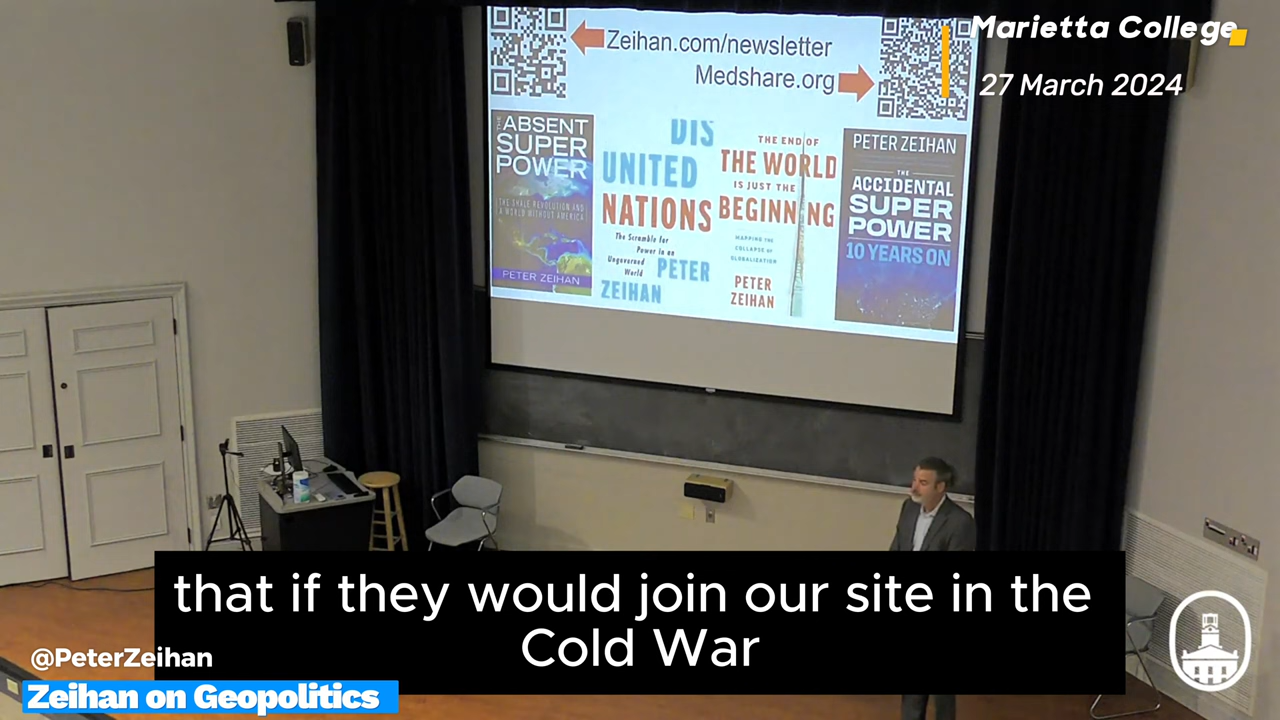 Zeihan.com/newsletter
Medshare.org
Marietta College
27 March 2024
THE
ABSENT
SUPER
POWER
THE SHALE REVOLUTION AND
A WORLD WITHOUT AMERICA
PETER ZEIHAN
DIS
UNITED
NATIONS
The Scramble for
Power in an
Ungoverned
World
PETER
ZEIHAN
THE END OF
THE WORLD
IS JUST THE
BEGINNING
MAPPING THE
COLLAPSE OF
GLOBALIZATION
PETER
ZEIHAN
PETER ZEIHAN
THE
ACCIDENTAL
SUPER
POWER
10 YEARS ON
that if they would join our site in the
Cold War
@PeterZeihan
Zeihan on Geopolitics